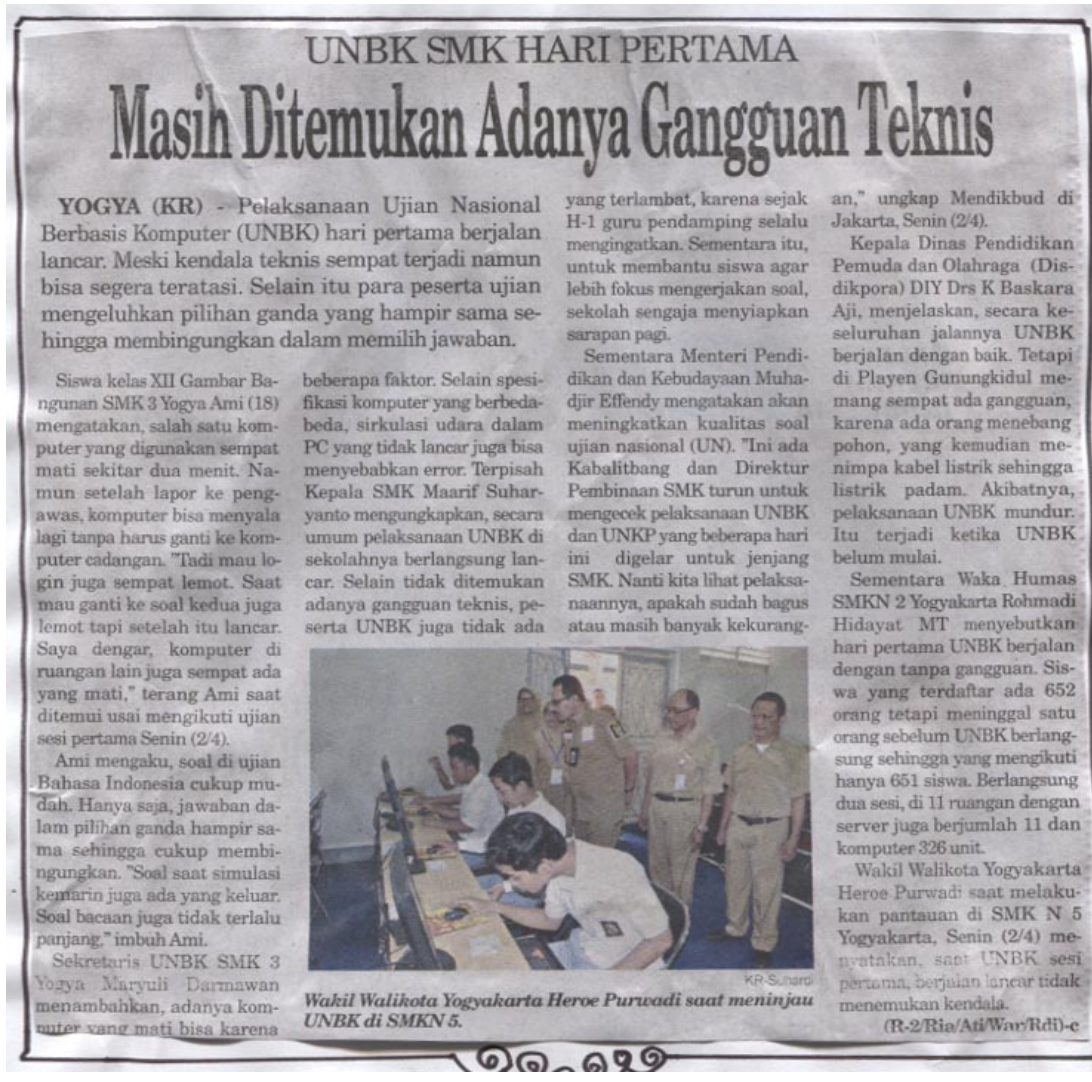 UNBK SMK HARI PERTAMA
Masih Ditemukan Adanya Gangguan Teknis
YOGYA (KR) - Pelaksanaan Ujian Nasional
Berbasis Komputer (UNBK) hari pertama berjalan
lancar. Meski kendala teknis sempat terjadi namun
bisa segera teratasi. Selain itu para peserta ujian
mengeluhkan pilihan ganda yang hampir sama se-
hingga membingungkan dalam memilih jawaban.
Siswa kelas XII Gambar Ba-
ngunan SMK 3 Yogya Ami (18)
mengatakan, salah satu kom-
puter yang digunakan sempat
mati sekitar dua menit. Na-
mun setelah lapor ke peng-
awas, komputer bisa menyala
lagi tanpa harus ganti ke kom-
puter cadangan. "Tadi mau lo-
gin juga sempat lemot. Saat
mau ganti ke soal kedua juga
lemot tapi setelah itu lancar.
Saya dengar, komputer di
ruangan lain juga sempat ada
yang mati," terang Ami saat
ditemui usai mengikuti ujian
sesi pertama Senin (2/4).
Ami mengaku, soal di ujian
Bahasa Indonesia cukup mu-
dah. Hanya saja, jawaban da-
lam pilihan ganda hampir sa-
ma sehingga cukup membi-
ngungkan. "Soal saat simulasi
kemarin juga ada yang keluar.
Soal bacaan juga tidak terlalu
panjang," imbuh Ami.
Sekretaris UNBK SMK 3
Yogya Maryuli Darmawan
menambahkan, adanya kom-
puter yang mati bisa karena
beberapa faktor. Selain spesi-
fikasi komputer yang berbeda-
beda, sirkulasi udara dalam
PC yang tidak lancar juga bisa
menyebabkan error. Terpisah
Kepala SMK Maarif Suhar-
yanto mengungkapkan, secara
umum pelaksanaan UNBK di
sekolahnya berlangsung lan-
car. Selain tidak ditemukan
adanya gangguan teknis, pe-
serta UNBK juga tidak ada
yang terlambat, karena sejak
H-1 guru pendamping selalu
mengingatkan. Sementara itu,
untuk membantu siswa agar
lebih fokus mengerjakan soal,
sekolah sengaja menyiapkan
sarapan pagi.
Sementara Menteri Pendi-
dikan dan Kebudayaan Muha-
djir Effendy mengatakan akan
meningkatkan kualitas soal
ujian nasional (UN). "Ini ada
Kabalitbang dan Direktur
Pembinaan SMK turun untuk
mengecek pelaksanaan UNBK
dan UNKP yang beberapa hari
ini digelar untuk jenjang
SMK. Nanti kita lihat pelaksa-
naannya, apakah sudah bagus
atau masih banyak kekurang-
an," ungkap Mendikbud di
Jakarta, Senin (2/4).
Kepala Dinas Pendidikan
Pemuda dan Olahraga (Dis-
dikpora) DIY Drs K Baskara
Aji, menjelaskan, secara ke-
seluruhan jalannya UNBK
berjalan dengan baik. Tetapi
di Playen Gunungkidul me-
mang sempat ada gangguan,
karena ada orang menebang
pohon, yang kemudian me-
nimpa kabel listrik sehingga
listrik padam. Akibatnya,
pelaksanaan UNBK mundur.
Itu terjadi ketika UNBK
belum mulai.
Sementara Waka Humas
SMKN 2 Yogyakarta Rohmadi
Hidayat MT menyebutkan
hari pertama UNBK berjalan
dengan tanpa gangguan. Sis-
wa yang terdaftar ada 652
orang tetapi meninggal satu
orang sebelum UNBK berlang-
sung sehingga yang mengikuti
hanya 651 siswa. Berlangsung
dua sesi, di 11 ruangan dengan
server juga berjumlah 11 dan
komputer 326 unit.
Wakil Walikota Yogyakarta
Heroe Purwadi saat melaku-
kan pantauan di SMK N 5
Yogyakarta, Senin (2/4) me-
nyatakan, saat UNBK sesi
pertama, berjalan lancar tidak
menemukan kendala.
(R-2/Ria/Ati/War/Rdi)-c
KR-Suharo
Wakil Walikota Yogyakarta Heroe Purwadi saat meninjau
UNBK di SMKN 5.